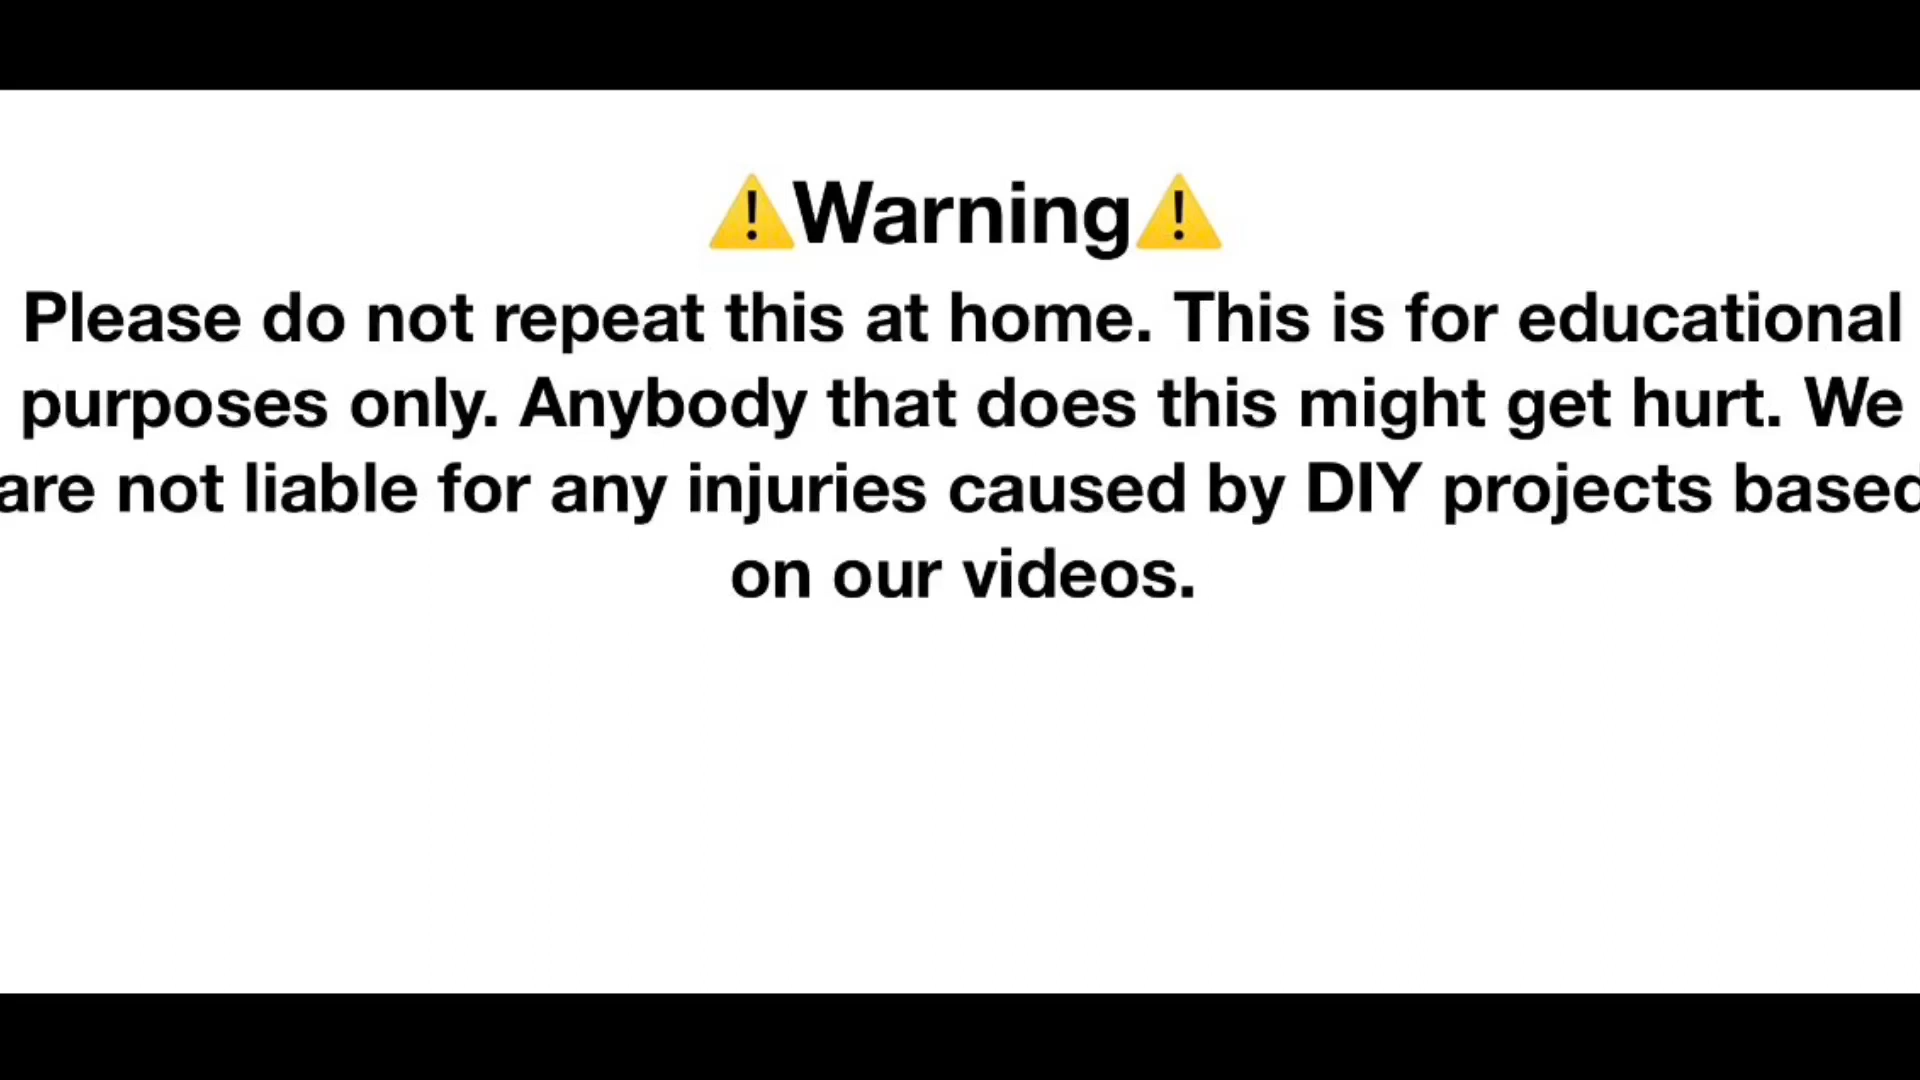 ⚠️Warning⚠️
Please do not repeat this at home. This is for educational
purposes only. Anybody that does this might get hurt. We
are not liable for any injuries caused by DIY projects based
on our videos.